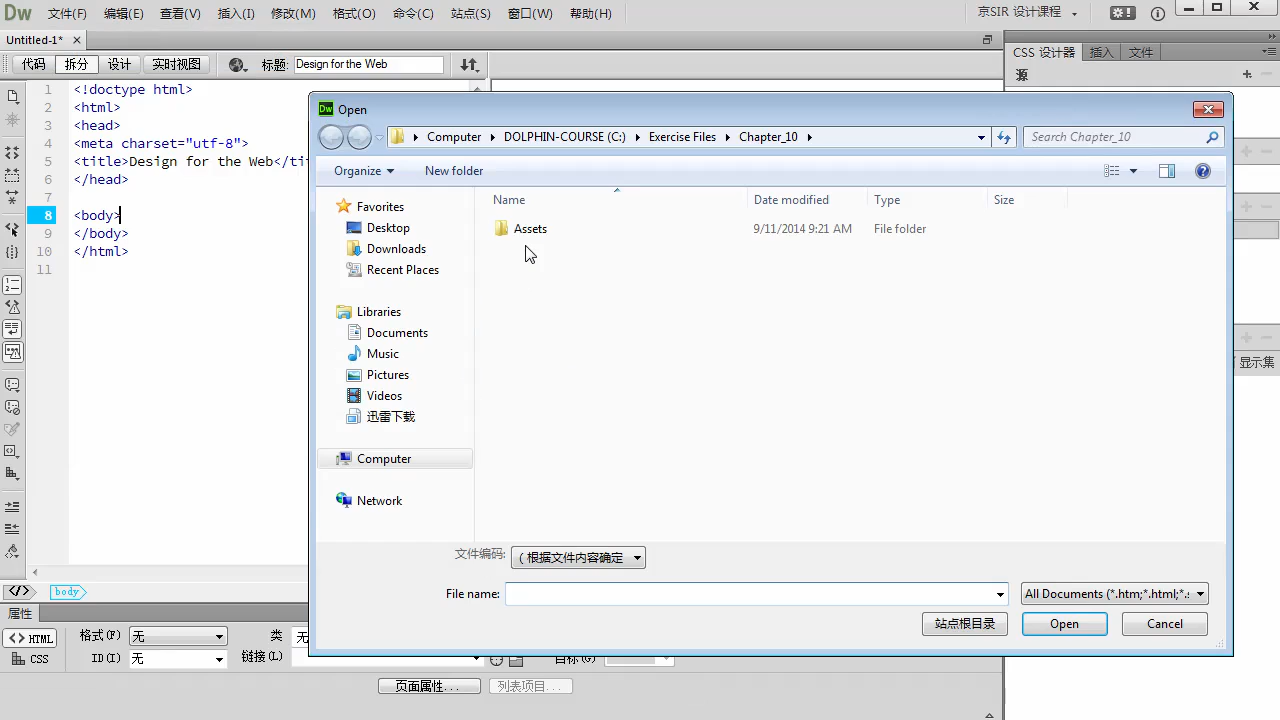 Dw 文件(F) 编辑(E) 查看(V) 插入(I) 修改(M) 格式(O) 命令(C) 站点(S) 窗口(W) 帮助(H) 京SIR 设计课程
Untitled-1* ×
代码 拆分 设计 实时视图 标题: Design for the Web
CSS 设计器 插入 文件
源
1 <!doctype html>
2 <html>
3 <head>
4 <meta charset="utf-8">
5 <title>Design for the Web</tit
6 </head>
7
8 <body>
9 </body>
10 </html>
11
Dw Open
Computer DOLPHIN-COURSE (C:) Exercise Files Chapter_10
Search Chapter_10
Organize New folder
Name Date modified Type Size
Assets 9/11/2014 9:21 AM File folder
Favorites
Desktop
Downloads
Recent Places
Libraries
Documents
Music
Pictures
Videos
迅雷下载
Computer
Network
文件编码: (根据文件内容确定
File name: All Documents (*.htm;*.html;*.
站点根目录 Open Cancel
显示集
body
属性
<> HTML 格式(F) 无 类 无
CSS ID(I) 无 链接(L) 目标(G)
页面属性... 列表项目...